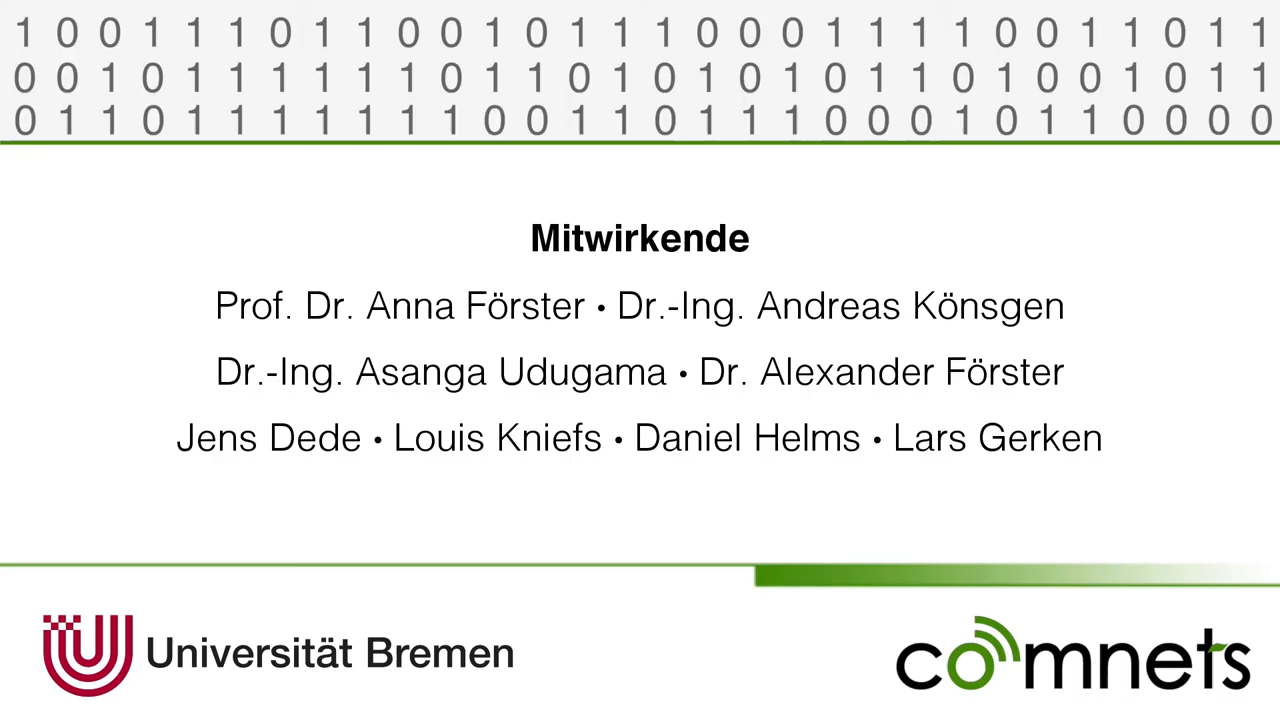 1 0 0 1 1 1 0 1 1 0 0 1 0 1 1 1 0 0 0 1 1 1 1 0 0 1 1 0 1 1
0 0 1 0 1 1 1 1 1 1 0 1 1 0 1 0 1 0 1 0 1 1 0 1 0 0 1 0 1 1
0 1 1 0 1 1 1 1 1 1 1 0 0 1 1 0 1 1 1 0 0 0 1 0 1 1 0 0 0 0
Mitwirkende
Prof. Dr. Anna Förster • Dr.-Ing. Andreas Könsgen
Dr.-Ing. Asanga Udugama • Dr. Alexander Förster
Jens Dede • Louis Kniefs • Daniel Helms • Lars Gerken
Universität Bremen
comnets